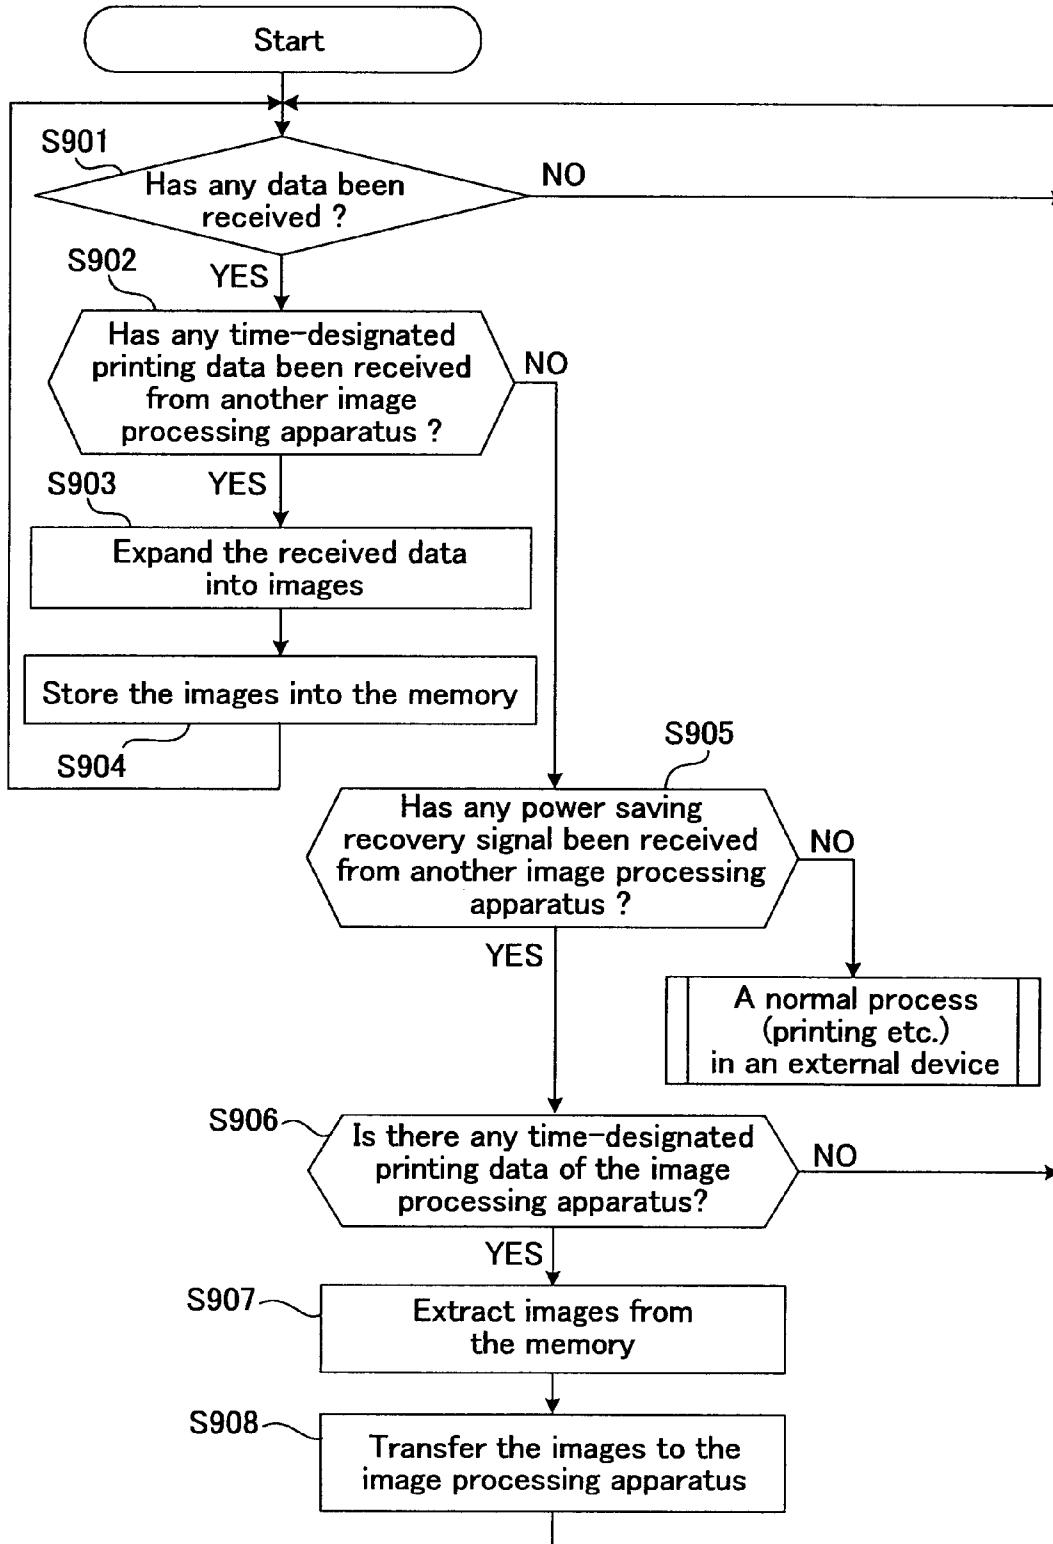 Start
S901
Has any data been
received ?
NO
YES
S902
Has any time-designated
printing data been received
from another image
processing apparatus ?
NO
YES
S903
Expand the received data
into images
Store the images into the memory
S904
S905
Has any power saving
recovery signal been received
from another image processing
apparatus ?
NO
YES
A normal process
(printing etc.)
in an external device
S906
Is there any time-designated
printing data of the image
processing apparatus?
NO
YES
S907
Extract images from
the memory
S908
Transfer the images to the
image processing apparatus